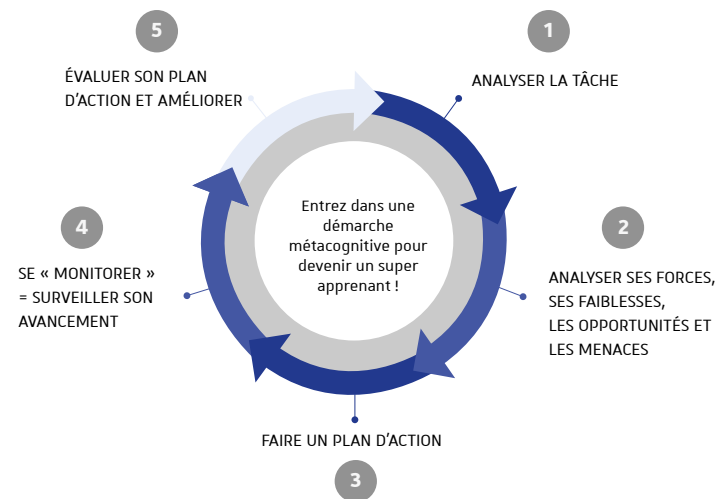 1
ANALYSER LA TÂCHE
2
ANALYSER SES FORCES,
SES FAIBLESSES,
LES OPPORTUNITÉS ET
LES MENACES
FAIRE UN PLAN D’ACTION
3
4
SE « MONITORER »
= SURVEILLER SON
AVANCEMENT
5
ÉVALUER SON PLAN
D’ACTION ET AMÉLIORER
Entrez dans une
démarche
métacognitive pour
devenir un super
apprenant !